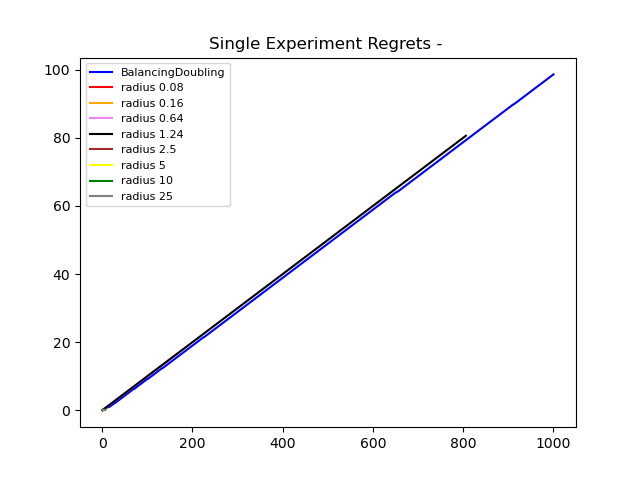 Single Experiment Regrets -
100
80
60
40
20
0
BalancingDoubling
radius 0.08
radius 0.16
radius 0.64
radius 1.24
radius 2.5
radius 5
radius 10
radius 25
0 200 400 600 800 1000